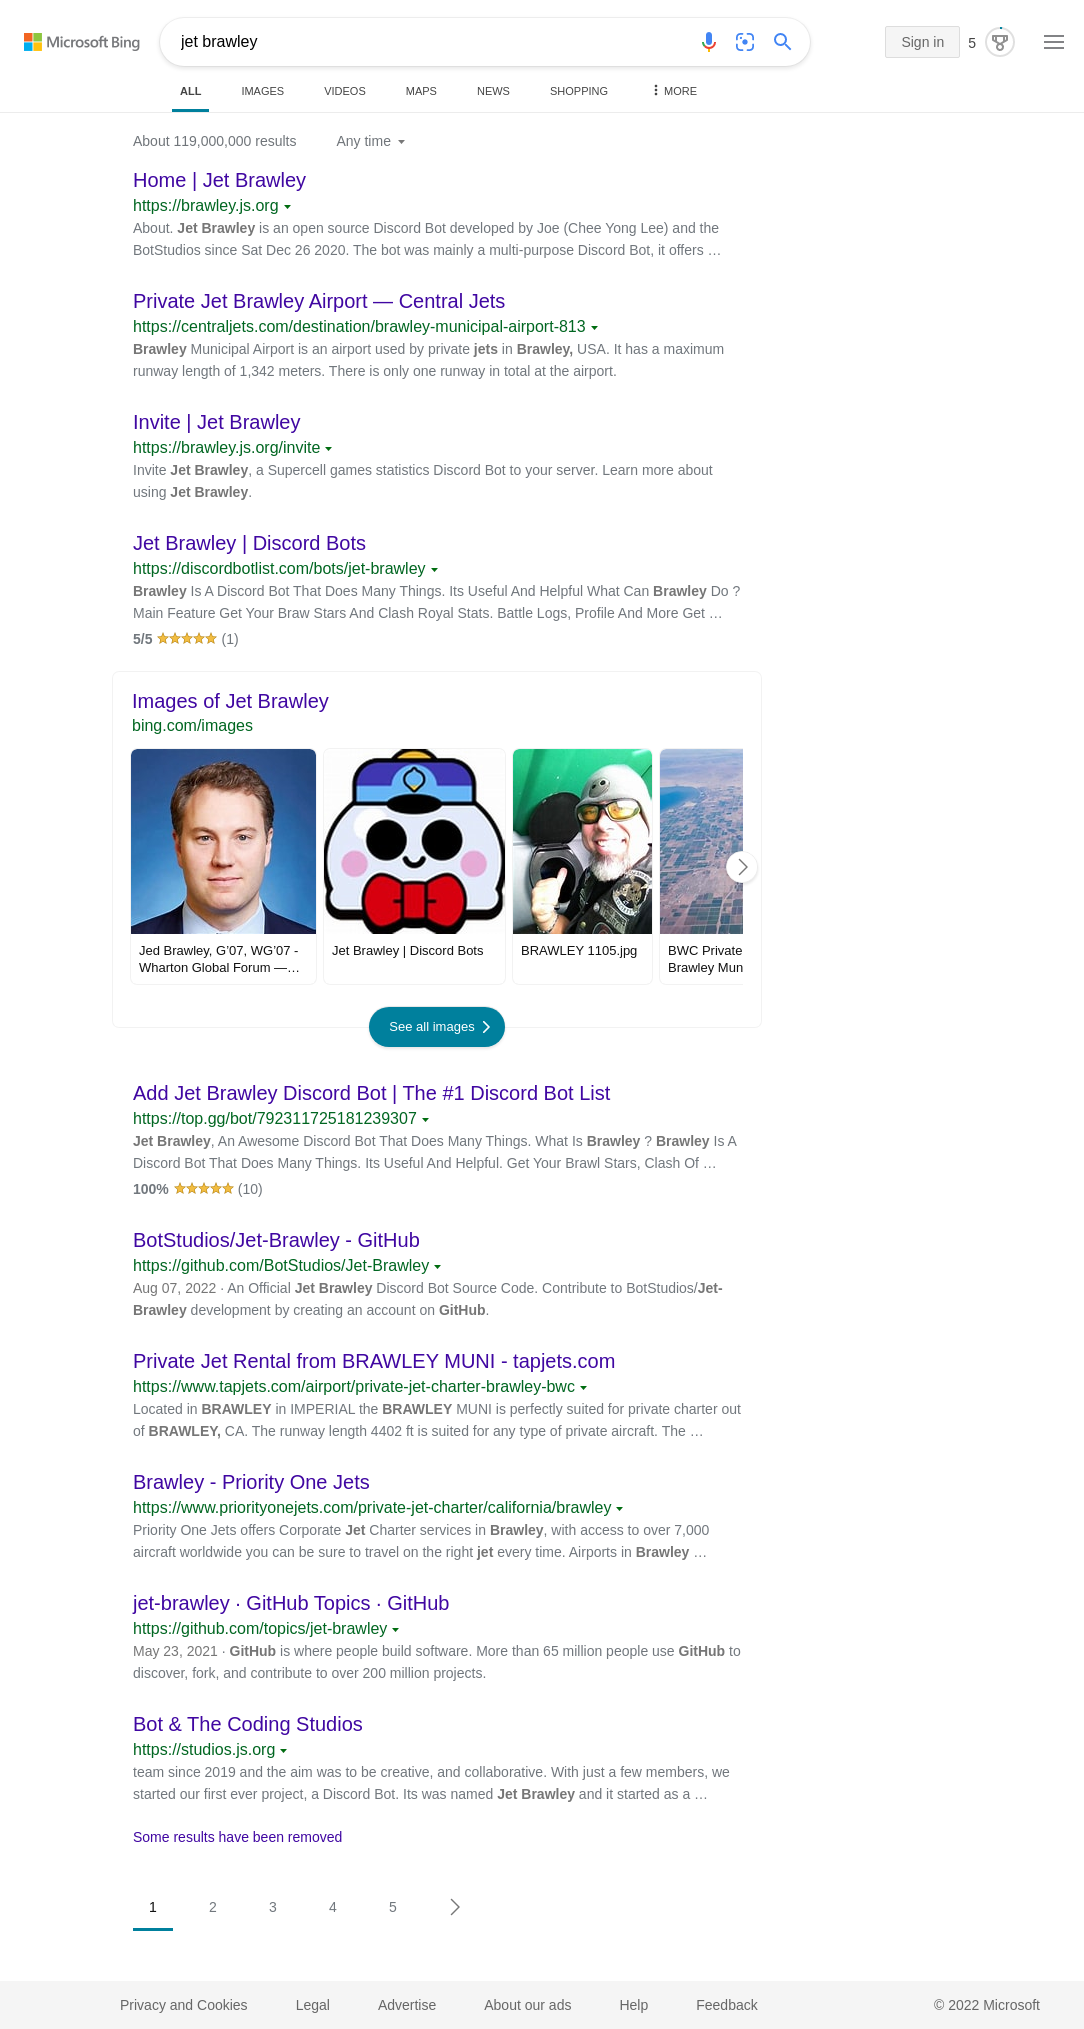 Microsoft Bing
jet brawley
Sign in
5
ALL
IMAGES
VIDEOS
MAPS
NEWS
SHOPPING
MORE
About 119,000,000 results
Any time
Home | Jet Brawley
https://brawley.js.org
About. Jet Brawley is an open source Discord Bot developed by Joe (Chee Yong Lee) and the
BotStudios since Sat Dec 26 2020. The bot was mainly a multi-purpose Discord Bot, it offers …
Private Jet Brawley Airport — Central Jets
https://centraljets.com/destination/brawley-municipal-airport-813
Brawley Municipal Airport is an airport used by private jets in Brawley, USA. It has a maximum
runway length of 1,342 meters. There is only one runway in total at the airport.
Invite | Jet Brawley
https://brawley.js.org/invite
Invite Jet Brawley, a Supercell games statistics Discord Bot to your server. Learn more about
using Jet Brawley.
Jet Brawley | Discord Bots
https://discordbotlist.com/bots/jet-brawley
Brawley Is A Discord Bot That Does Many Things. Its Useful And Helpful What Can Brawley Do ?
Main Feature Get Your Braw Stars And Clash Royal Stats. Battle Logs, Profile And More Get …
5/5 (1)
Images of Jet Brawley
bing.com/images
Jed Brawley, G’07, WG’07 -
Wharton Global Forum —…
Jet Brawley | Discord Bots
BRAWLEY 1105.jpg
BWC Private
Brawley Mun
See all images
Add Jet Brawley Discord Bot | The #1 Discord Bot List
https://top.gg/bot/792311725181239307
Jet Brawley, An Awesome Discord Bot That Does Many Things. What Is Brawley ? Brawley Is A
Discord Bot That Does Many Things. Its Useful And Helpful. Get Your Brawl Stars, Clash Of …
100% (10)
BotStudios/Jet-Brawley - GitHub
https://github.com/BotStudios/Jet-Brawley
Aug 07, 2022 · An Official Jet Brawley Discord Bot Source Code. Contribute to BotStudios/Jet-
Brawley development by creating an account on GitHub.
Private Jet Rental from BRAWLEY MUNI - tapjets.com
https://www.tapjets.com/airport/private-jet-charter-brawley-bwc
Located in BRAWLEY in IMPERIAL the BRAWLEY MUNI is perfectly suited for private charter out
of BRAWLEY, CA. The runway length 4402 ft is suited for any type of private aircraft. The …
Brawley - Priority One Jets
https://www.priorityonejets.com/private-jet-charter/california/brawley
Priority One Jets offers Corporate Jet Charter services in Brawley, with access to over 7,000
aircraft worldwide you can be sure to travel on the right jet every time. Airports in Brawley …
jet-brawley · GitHub Topics · GitHub
https://github.com/topics/jet-brawley
May 23, 2021 · GitHub is where people build software. More than 65 million people use GitHub to
discover, fork, and contribute to over 200 million projects.
Bot & The Coding Studios
https://studios.js.org
team since 2019 and the aim was to be creative, and collaborative. With just a few members, we
started our first ever project, a Discord Bot. Its was named Jet Brawley and it started as a …
Some results have been removed
1
2
3
4
5
Privacy and Cookies
Legal
Advertise
About our ads
Help
Feedback
© 2022 Microsoft